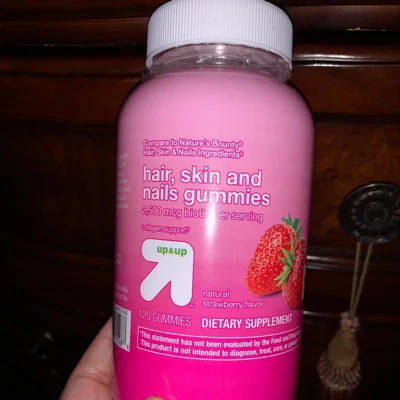 Compare to Nature's Bounty®
Hair, Skin & Nails Ingredients‡
hair, skin and
nails gummies
2,500 mcg biotin per serving
collagen support†
up&up
natural
strawberry flavor
120 GUMMIES DIETARY SUPPLEMENT
†This statement has not been evaluated by the Food and
This product is not intended to diagnose, treat, cure, or